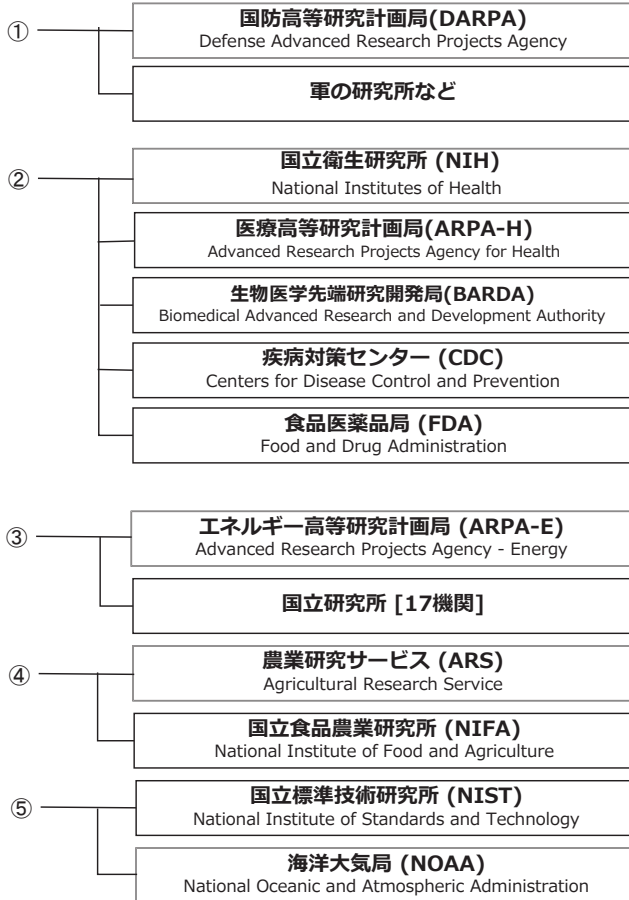 ①
国防高等研究計画局(DARPA)
Defense Advanced Research Projects Agency
軍の研究所など
②
国立衛生研究所 (NIH)
National Institutes of Health
医療高等研究計画局(ARPA-H)
Advanced Research Projects Agency for Health
生物医学先端研究開発局(BARDA)
Biomedical Advanced Research and Development Authority
疾病対策センター (CDC)
Centers for Disease Control and Prevention
食品医薬品局 (FDA)
Food and Drug Administration
③
エネルギー高等研究計画局 (ARPA-E)
Advanced Research Projects Agency - Energy
国立研究所 [17機関]
④
農業研究サービス (ARS)
Agricultural Research Service
国立食品農業研究所 (NIFA)
National Institute of Food and Agriculture
⑤
国立標準技術研究所 (NIST)
National Institute of Standards and Technology
海洋大気局 (NOAA)
National Oceanic and Atmospheric Administration